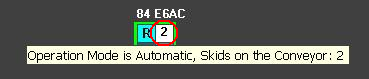 84 E6AC
R 2
Operation Mode is Automatic, Skids on the Conveyor: 2